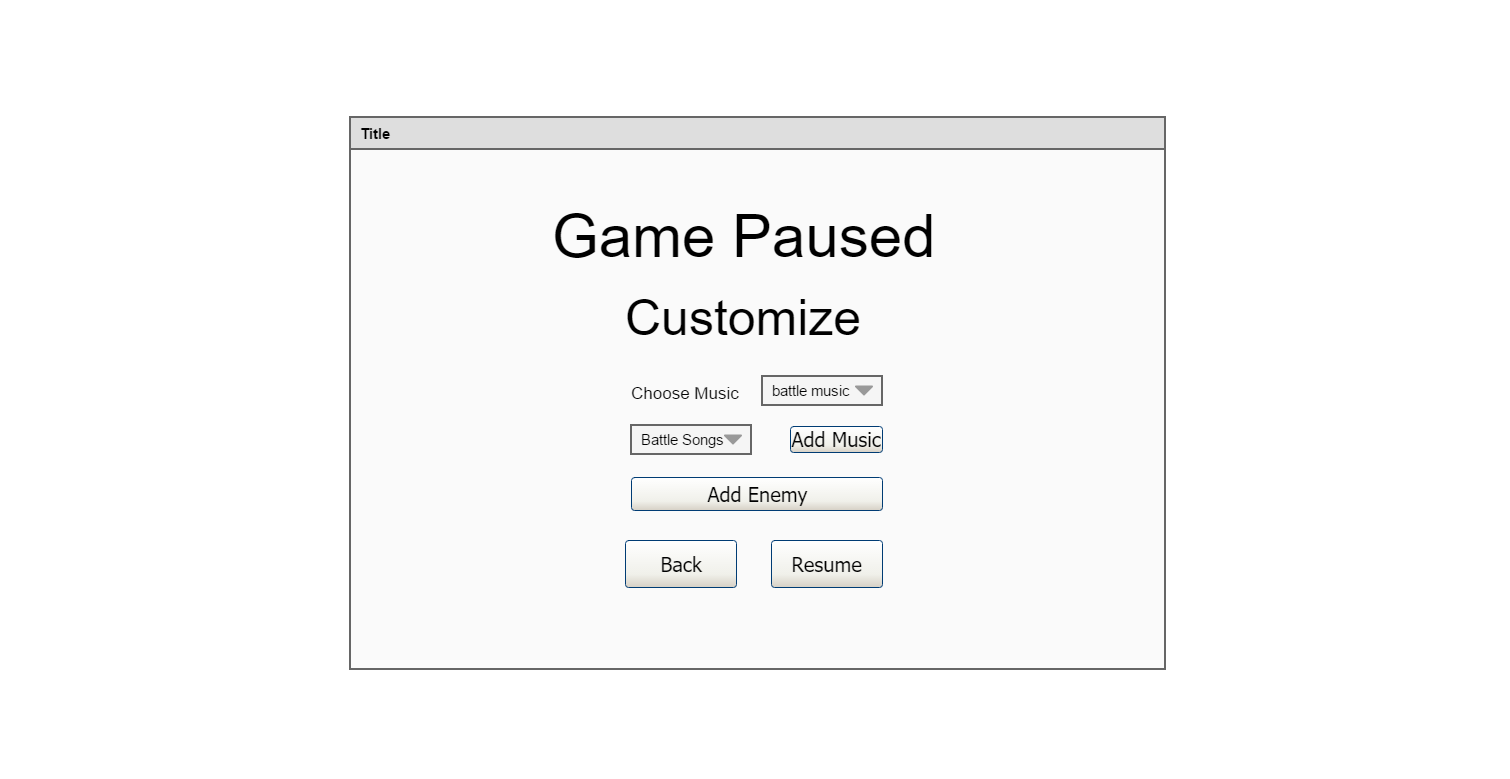 Title
Game Paused
Customize
Choose Music battle music
Battle Songs Add Music
Add Enemy
Back Resume